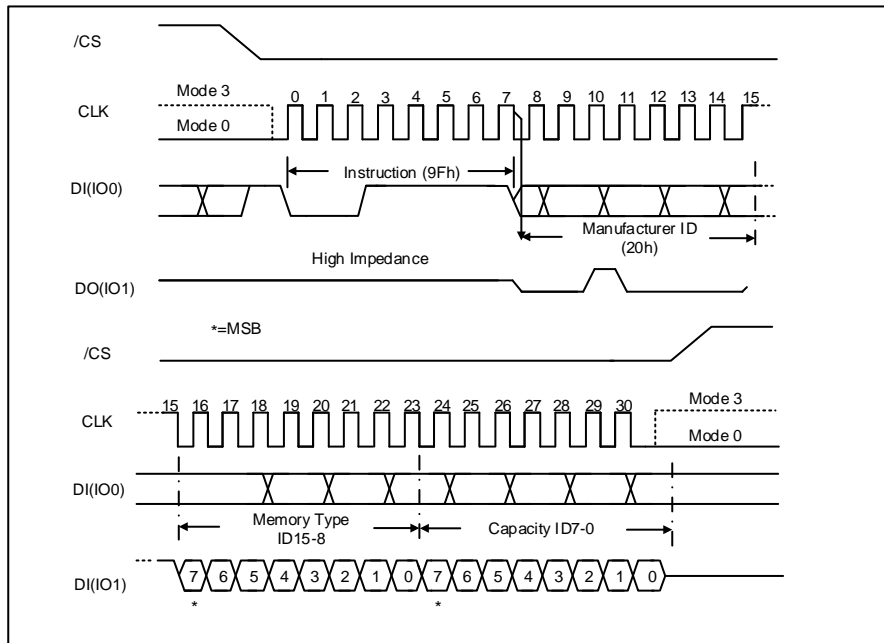 /CS
Mode 3
0 1 2 3 4 5 6 7 8 9 10 11 12 13 14 15
CLK
Mode 0
Instruction (9Fh)
DI(IO0)
Manufacturer ID
(20h)
High Impedance
DO(IO1)
*=MSB
/CS
15 16 17 18 19 20 21 22 23 24 25 26 27 28 29 30
Mode 3
CLK
Mode 0
DI(IO0)
Memory Type
ID15-8
Capacity ID7-0
DI(IO1)
7 6 5 4 3 2 1 0 7 6 5 4 3 2 1 0
* *